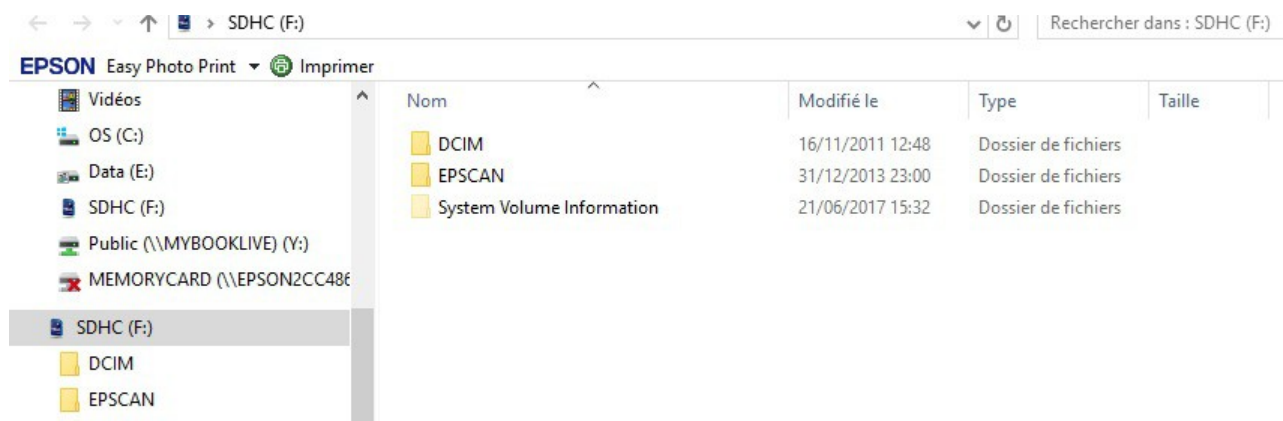 SDHC (F:) Rechercher dans : SDHC (F:)
EPSON Easy Photo Print Imprimer
Vidéos
OS (C:)
Data (E:)
SDHC (F:)
Public (\\MYBOOKLIVE) (Y:)
MEMORYCARD (\\EPSON2CC486
SDHC (F:)
DCIM
EPSCAN
Nom Modifié le Type Taille
DCIM 16/11/2011 12:48 Dossier de fichiers
EPSCAN 31/12/2013 23:00 Dossier de fichiers
System Volume Information 21/06/2017 15:32 Dossier de fichiers